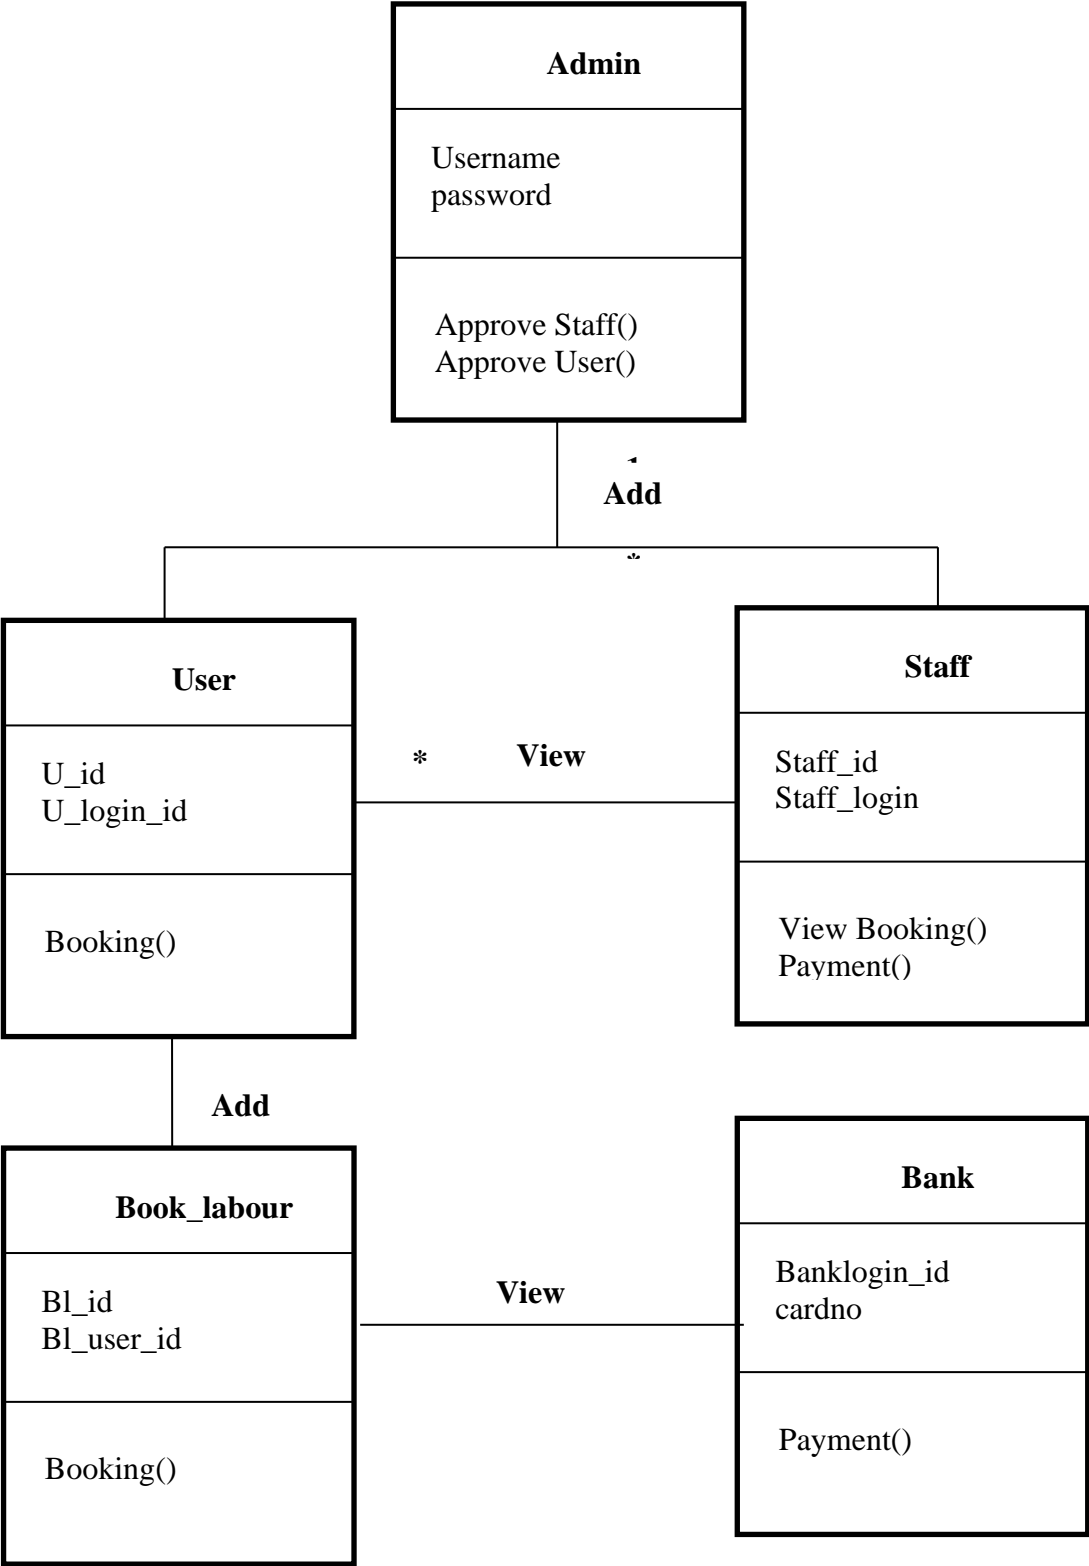 Admin
Username
password
Approve Staff()
Approve User()
Add
*
User
Staff
U_id
U_login_id
*
View
Staff_id
Staff_login
Booking()
View Booking()
Payment()
Add
Book_labour
Bank
Bl_id
Bl_user_id
View
Banklogin_id
cardno
Booking()
Payment()